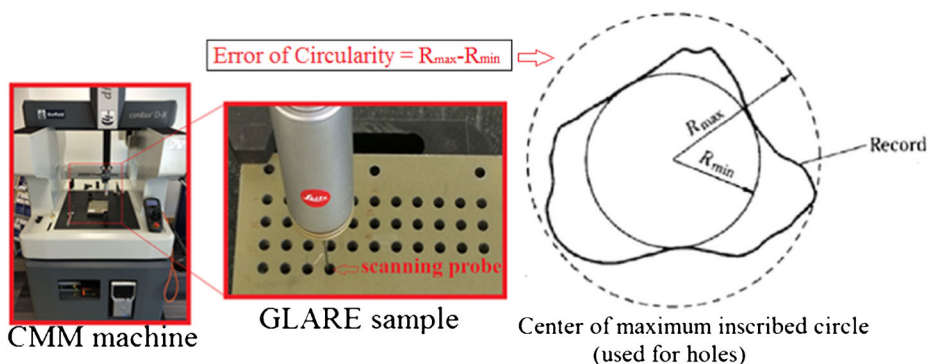 Error of Circularity = Rmax-Rmin
Rmax
Rmin
Record
Leitz
scanning probe
CMM machine
GLARE sample
Center of maximum inscribed circle
(used for holes)